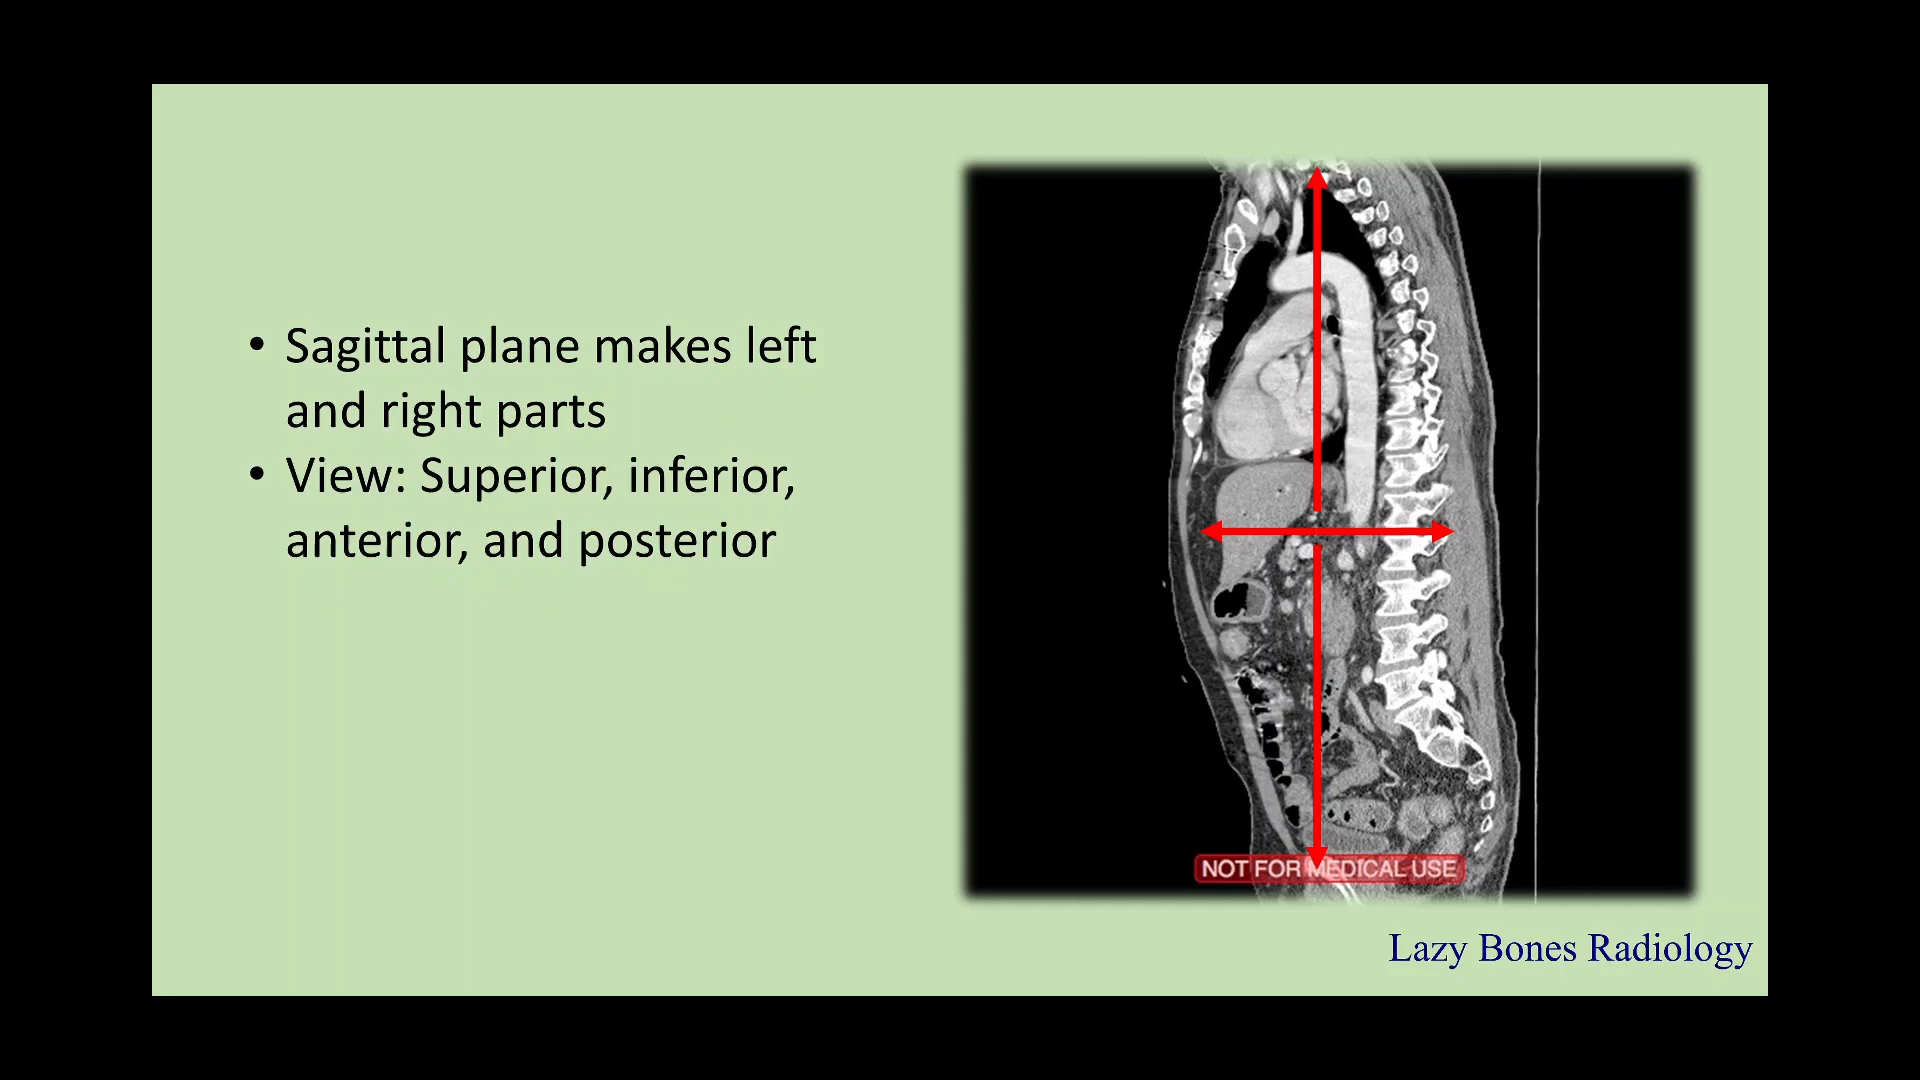 • Sagittal plane makes left
and right parts
• View: Superior, inferior,
anterior, and posterior
NOT FOR MEDICAL USE
Lazy Bones Radiology